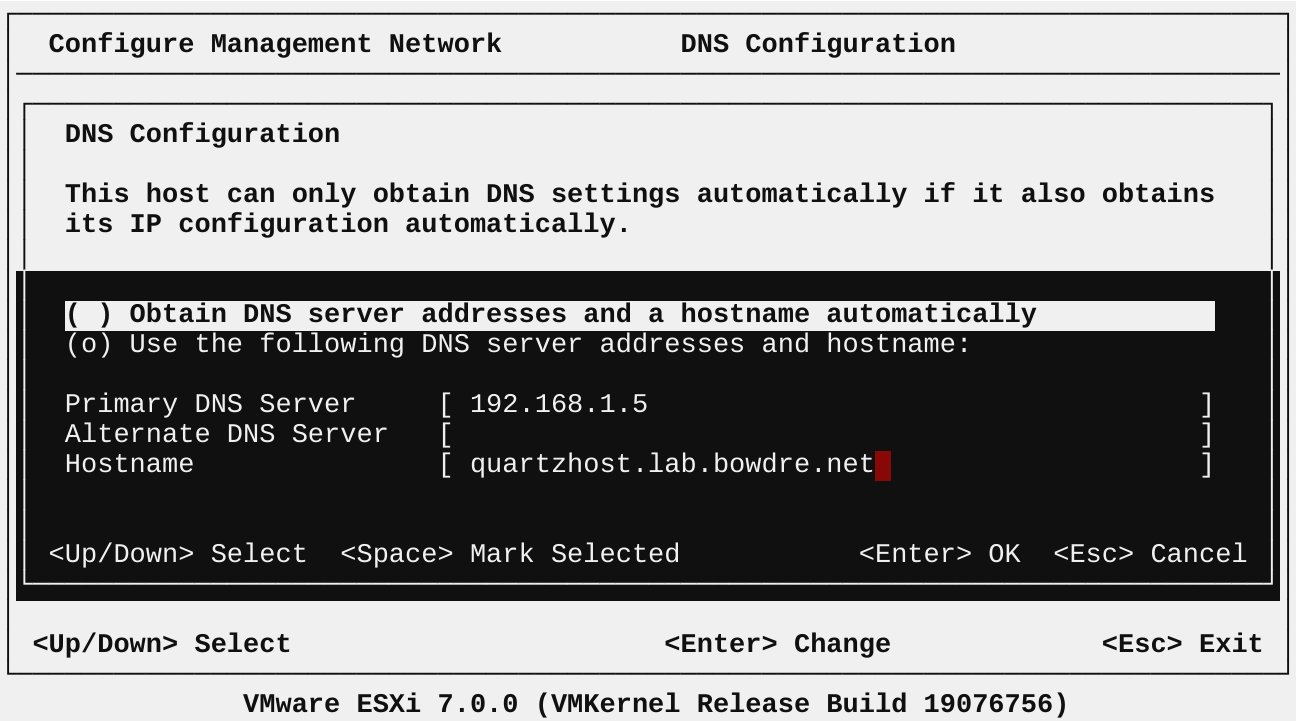 Configure Management Network DNS Configuration
DNS Configuration
This host can only obtain DNS settings automatically if it also obtains
its IP configuration automatically.
( ) Obtain DNS server addresses and a hostname automatically
(o) Use the following DNS server addresses and hostname:
Primary DNS Server [ 192.168.1.5 ]
Alternate DNS Server [ ]
Hostname [ quartzhost.lab.bowdre.net ]
<Up/Down> Select <Space> Mark Selected <Enter> OK <Esc> Cancel
<Up/Down> Select <Enter> Change <Esc> Exit
VMware ESXi 7.0.0 (VMKernel Release Build 19076756)